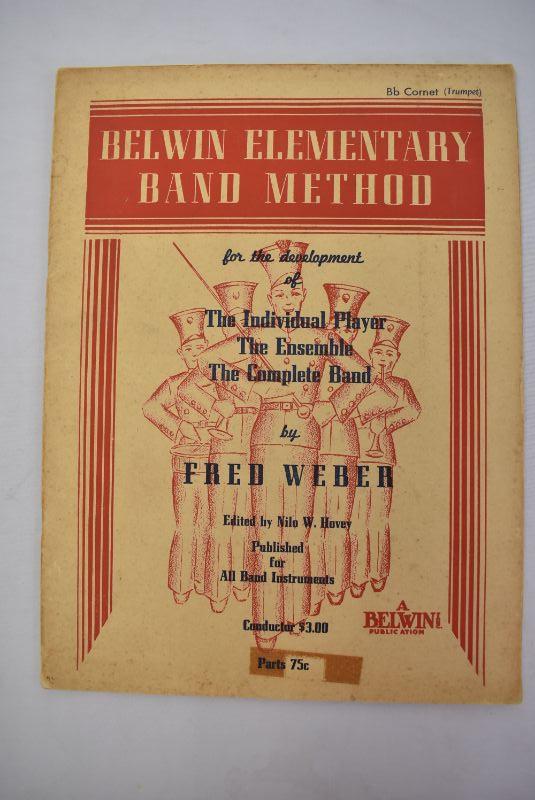 Bb Cornet (Trumpet)
BELWIN ELEMENTARY
BAND METHOD
for the development
of
The Individual Player
The Ensemble
The Complete Band
by
FRED WEBER
Edited by Nilo W. Hovey
Published
for
All Band Instruments
A
BELWIN INC.
PUBLICATION
Conductor $3.00
Parts 75c